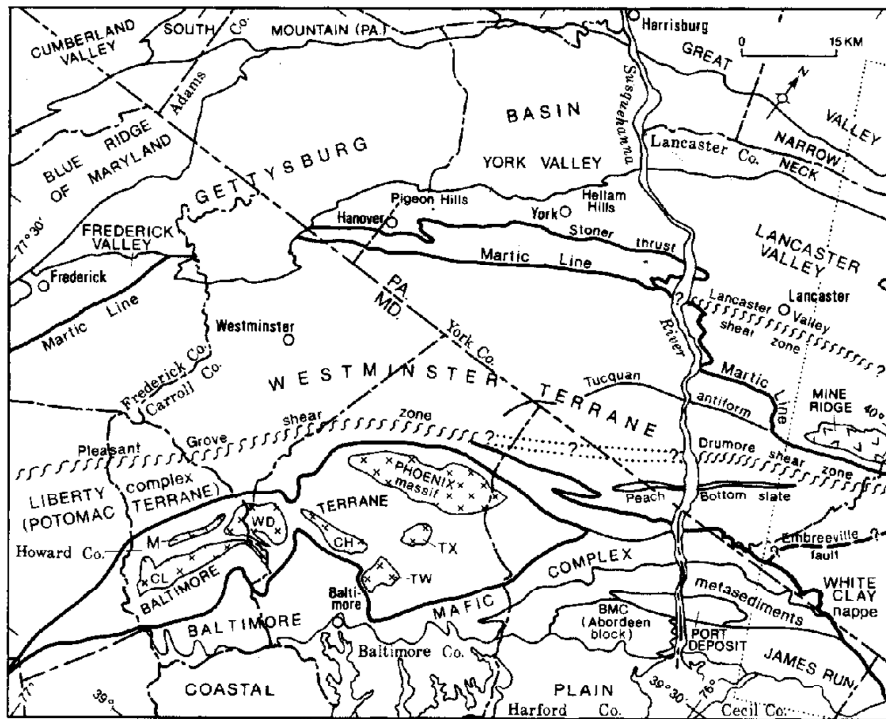 CUMBERLAND
VALLEY
SOUTH
Co.
MOUNTAIN (PA.)
Adams
Harrisburg
0 15 KM
N
GREAT
VALLEY
Susquehanna
BASIN
YORK VALLEY
Lancaster Co.
NARROW
NECK
BLUE RIDGE
OF MARYLAND
GETTYSBURG
77°30'
FREDERICK
VALLEY
Frederick
Martic Line
Hanover
Pigeon Hills
York
Hellam
Hills
Stoner thrust
Martic Line
LANCASTER
VALLEY
Lancaster
?
Lancaster
Valley
shear
zone
?
PA.
MD.
River
Westminster
York Co.
Frederick Co.
Carroll Co.
WESTMINSTER
TERRANE
Tucquan
antiform
Martic
Line
MINE
RIDGE
40°
Pleasant Grove shear zone
? ? ?
Drumore shear zone
LIBERTY complex
(POTOMAC TERRANE)
Howard Co.
M
WD
CL
BALTIMORE
TERRANE
PHOENIX
massif
CH
TX
TW
Peach Bottom slate
Embreeville
?
fault
WHITE
CLAY
nappe
Balti-
more
BALTIMORE
MAFIC
COMPLEX
metasediments
BMC
(Abordeen
block)
PORT
DEPOSIT
JAMES RUN
Baltimore Co.
77°
39°
COASTAL
PLAIN
Harford Co.
39°30'
76°
Cecil Co.